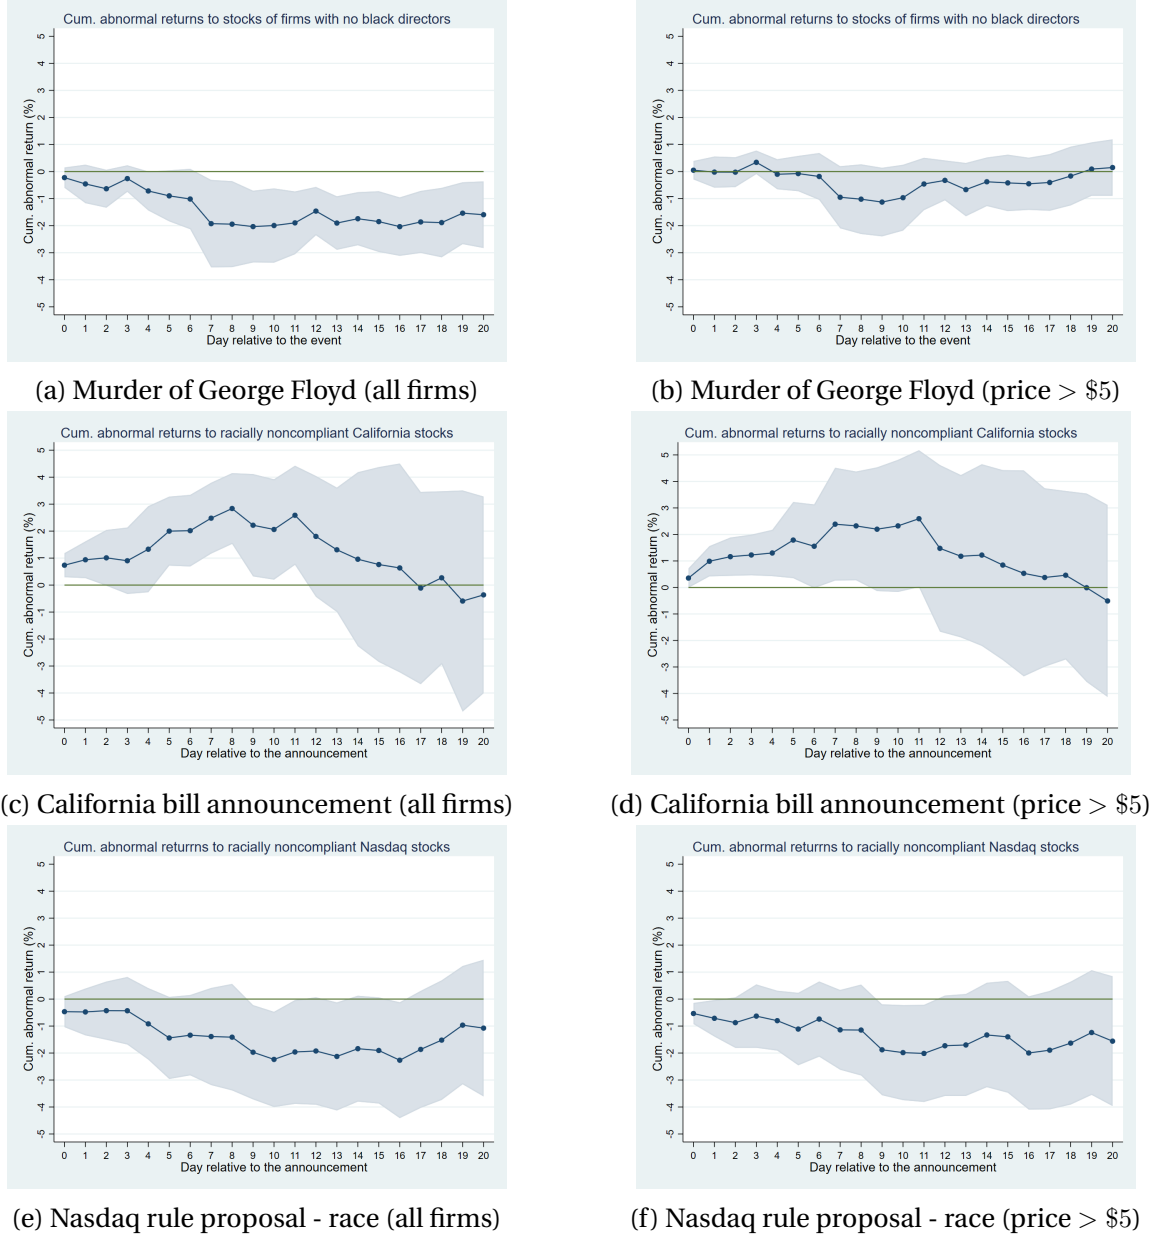 Cum. abnormal returns to stocks of firms with no black directors
Cum. abnormal return (%)
5
4
3
2
1
0
-1
-2
-3
-4
-5
0 1 2 3 4 5 6 7 8 9 10 11 12 13 14 15 16 17 18 19 20
Day relative to the event
(a) Murder of George Floyd (all firms)
Cum. abnormal returns to stocks of firms with no black directors
Cum. abnormal return (%)
5
4
3
2
1
0
-1
-2
-3
-4
-5
0 1 2 3 4 5 6 7 8 9 10 11 12 13 14 15 16 17 18 19 20
Day relative to the event
(b) Murder of George Floyd (price > $5)
Cum. abnormal returns to racially noncompliant California stocks
Cum. abnormal return (%)
5
4
3
2
1
0
-1
-2
-3
-4
-5
0 1 2 3 4 5 6 7 8 9 10 11 12 13 14 15 16 17 18 19 20
Day relative to the announcement
(c) California bill announcement (all firms)
Cum. abnormal returns to racially noncompliant California stocks
Cum. abnormal return (%)
5
4
3
2
1
0
-1
-2
-3
-4
-5
0 1 2 3 4 5 6 7 8 9 10 11 12 13 14 15 16 17 18 19 20
Day relative to the announcement
(d) California bill announcement (price > $5)
Cum. abnormal returrns to racially noncompliant Nasdaq stocks
Cum. abnormal return (%)
5
4
3
2
1
0
-1
-2
-3
-4
-5
0 1 2 3 4 5 6 7 8 9 10 11 12 13 14 15 16 17 18 19 20
Day relative to the announcement
(e) Nasdaq rule proposal - race (all firms)
Cum. abnormal returrns to racially noncompliant Nasdaq stocks
Cum. abnormal return (%)
5
4
3
2
1
0
-1
-2
-3
-4
-5
0 1 2 3 4 5 6 7 8 9 10 11 12 13 14 15 16 17 18 19 20
Day relative to the announcement
(f) Nasdaq rule proposal - race (price > $5)